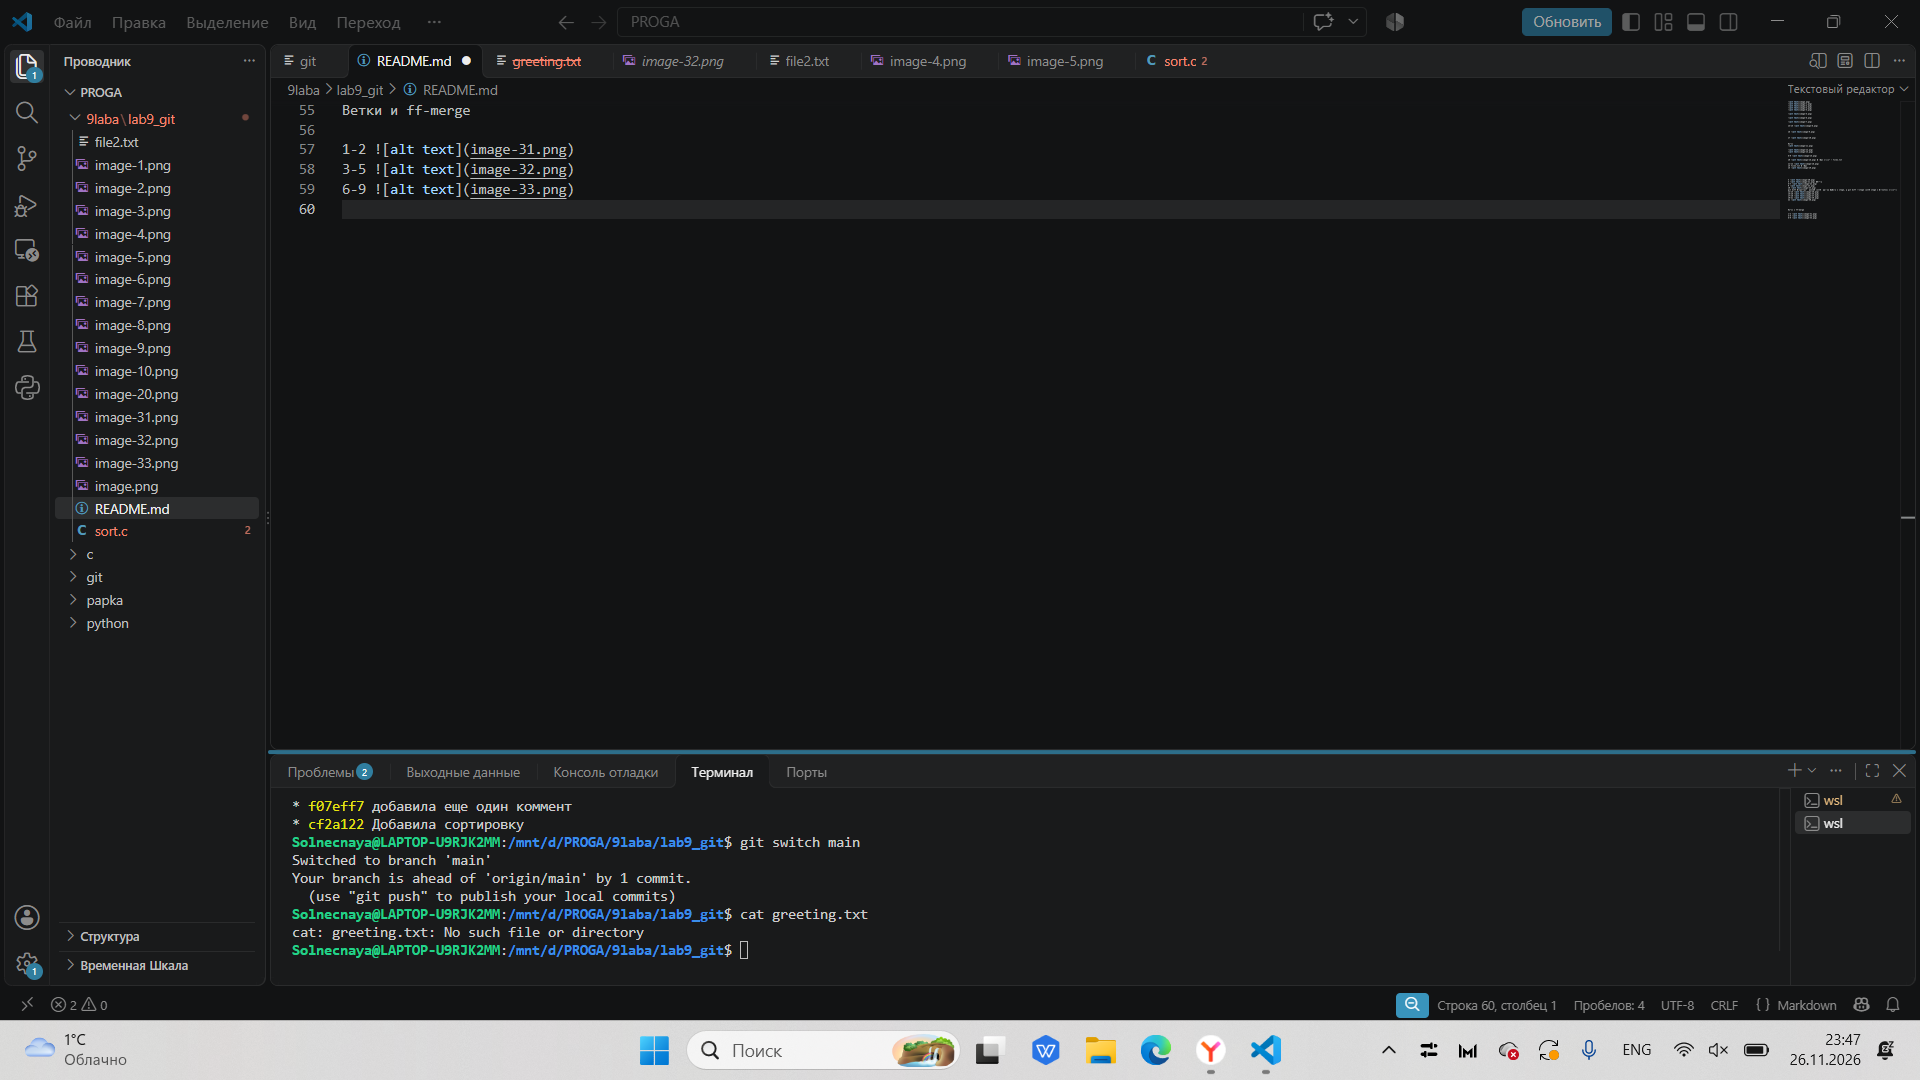 Файл Правка Выделение Вид Переход ··· PROGA Обновить
Проводник ···
PROGA
9laba\lab9_git
file2.txt
image-1.png
image-2.png
image-3.png
image-4.png
image-5.png
image-6.png
image-7.png
image-8.png
image-9.png
image-10.png
image-20.png
image-31.png
image-32.png
image-33.png
image.png
README.md
sort.c 2
c
git
papka
python
Структура
Временная Шкала
git README.md greeting.txt image-32.png file2.txt image-4.png image-5.png sort.c 2
9laba > lab9_git > README.md
Текстовый редактор
55 Ветки и ff-merge
56
57 1-2 ![alt text](image-31.png)
58 3-5 ![alt text](image-32.png)
59 6-9 ![alt text](image-33.png)
60
Проблемы 2 Выходные данные Консоль отладки Терминал Порты
* f07eff7 добавила еще один коммент
* cf2a122 Добавила сортировку
Solnecnaya@LAPTOP-U9RJK2MM:/mnt/d/PROGA/9laba/lab9_git$ git switch main
Switched to branch 'main'
Your branch is ahead of 'origin/main' by 1 commit.
(use "git push" to publish your local commits)
Solnecnaya@LAPTOP-U9RJK2MM:/mnt/d/PROGA/9laba/lab9_git$ cat greeting.txt
cat: greeting.txt: No such file or directory
Solnecnaya@LAPTOP-U9RJK2MM:/mnt/d/PROGA/9laba/lab9_git$
wsl
wsl
1
1
2 0
Строка 60, столбец 1 Пробелов: 4 UTF-8 CRLF { } Markdown
1°C
Облачно
Поиск
ENG
23:47
26.11.2026